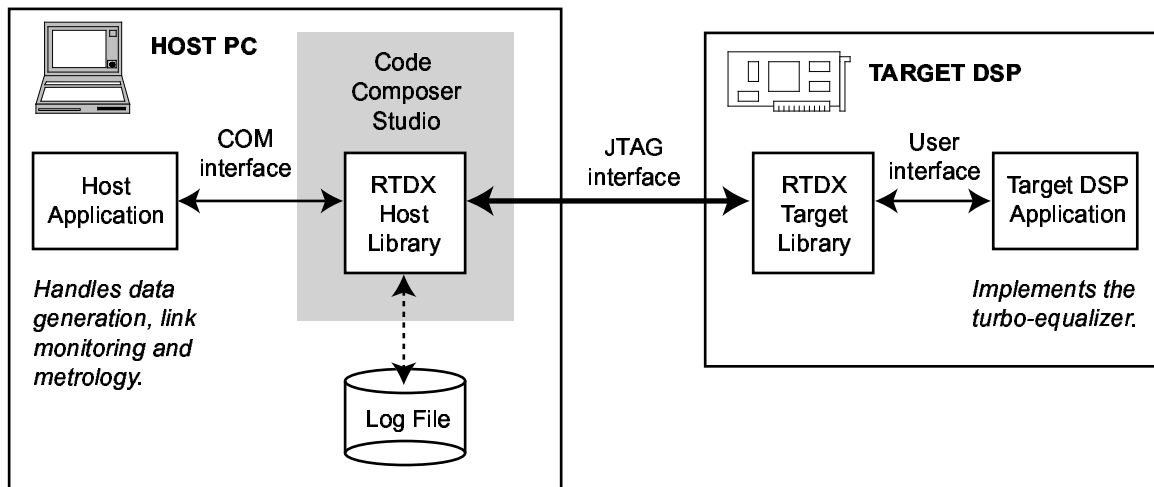 HOST PC
Code
Composer
Studio
COM
interface
Host
Application
RTDX
Host
Library
Handles data
generation, link
monitoring and
metrology.
Log File
JTAG
interface
TARGET DSP
User
interface
RTDX
Target
Library
Target DSP
Application
Implements the
turbo-equalizer.